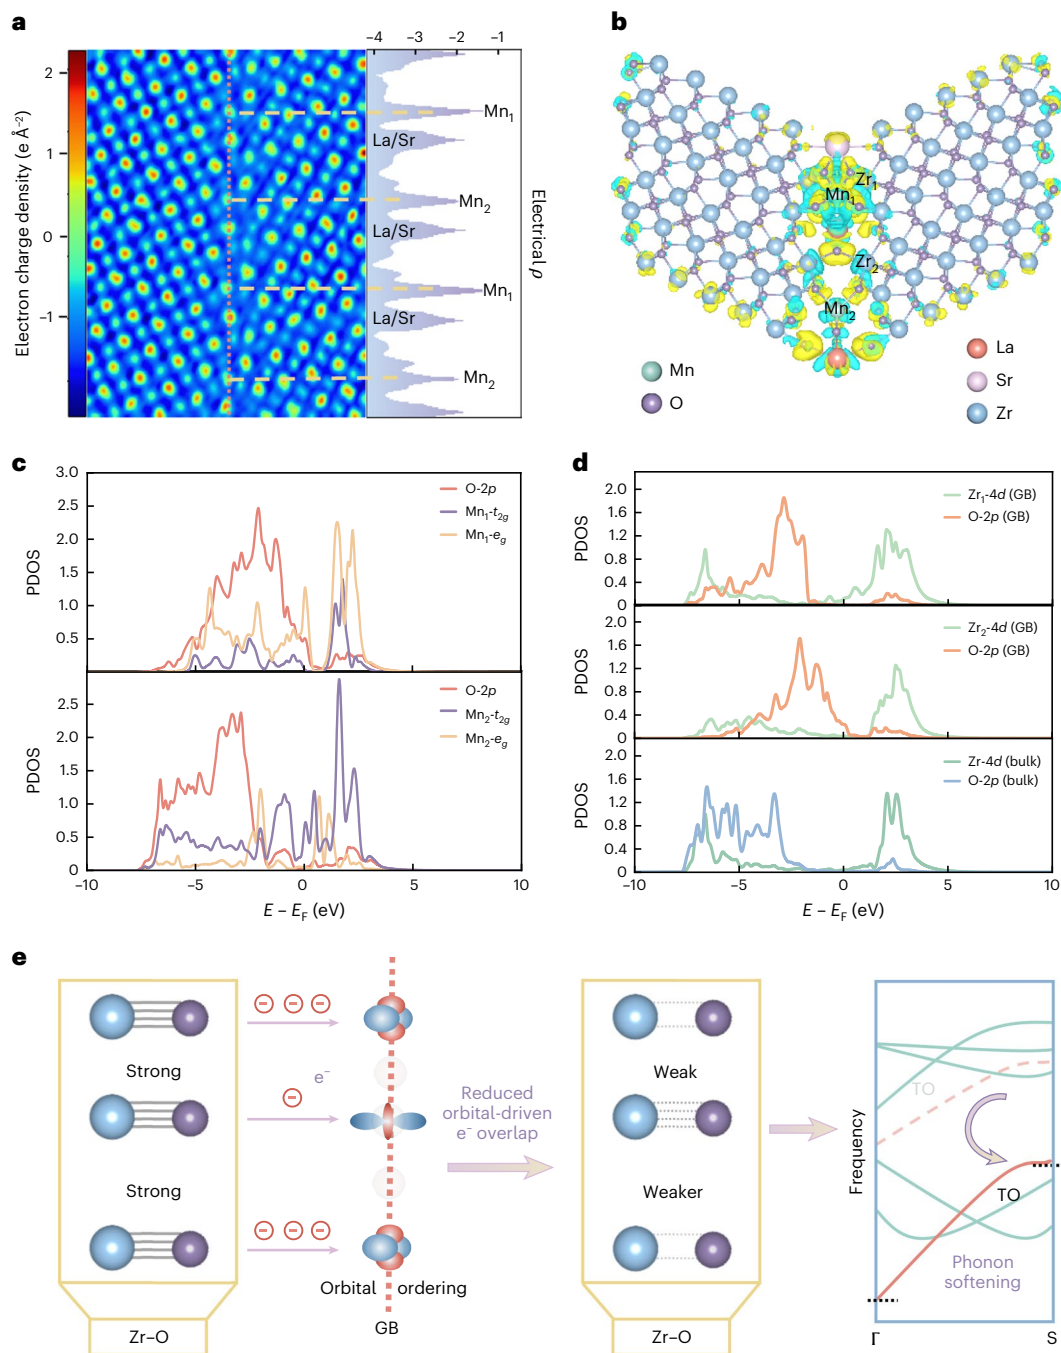 a
−4 −3 −2 −1
2
1
0
−1
Electron charge density (e Å⁻²)
Mn₁
La/Sr
Mn₂
La/Sr
Mn₁
La/Sr
Mn₂
Electrical ρ
b
Zr₁
Mn₁
Zr₂
Mn₂
Mn
O
La
Sr
Zr
c
3.0
2.5
2.0
1.5
1.0
0.5
PDOS
O-2p
Mn₁-t₂g
Mn₁-eg
2.5
2.0
1.5
1.0
0.5
0
PDOS
O-2p
Mn₂-t₂g
Mn₂-eg
−10 −5 0 5 10
E − EF (eV)
d
2.0
1.6
1.2
0.8
0.4
0
PDOS
Zr₁-4d (GB)
O-2p (GB)
2.0
1.6
1.2
0.8
0.4
0
PDOS
Zr₂-4d (GB)
O-2p (GB)
2.0
1.6
1.2
0.8
0.4
0
PDOS
Zr-4d (bulk)
O-2p (bulk)
−10 −5 0 5 10
E − EF (eV)
e
Strong
Strong
Zr–O
e⁻
Orbital ordering
GB
Reduced
orbital-driven
e⁻ overlap
Weak
Weaker
Zr–O
Frequency
TO
TO
Phonon
softening
Γ S